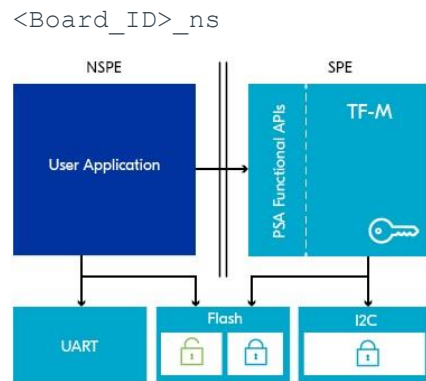 <Board_ID>_ns
NSPE
SPE
User Application
PSA Functional APIs
TF-M
UART
Flash
I2C